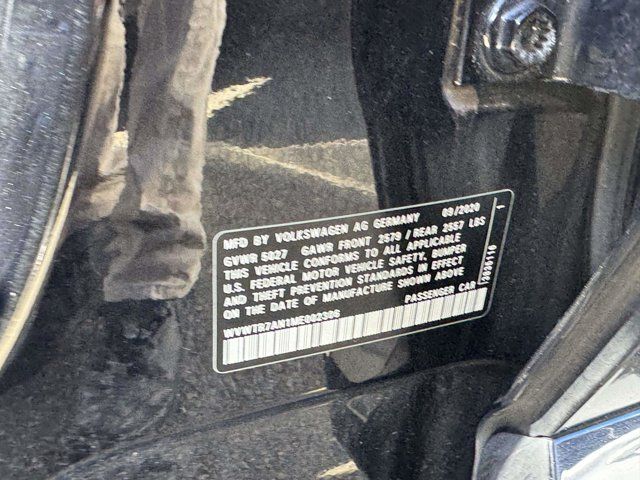 MFD BY VOLKSWAGEN AG GERMANY 09/2020
GVWR 5027 GAWR FRONT 2579 / REAR 2557 LBS
THIS VEHICLE CONFORMS TO ALL APPLICABLE
U.S. FEDERAL MOTOR VEHICLE SAFETY, BUMPER
AND THEFT PREVENTION STANDARDS IN EFFECT
ON THE DATE OF MANUFACTURE SHOWN ABOVE
PASSENGER CAR
WVWTR7AN1ME002306
1